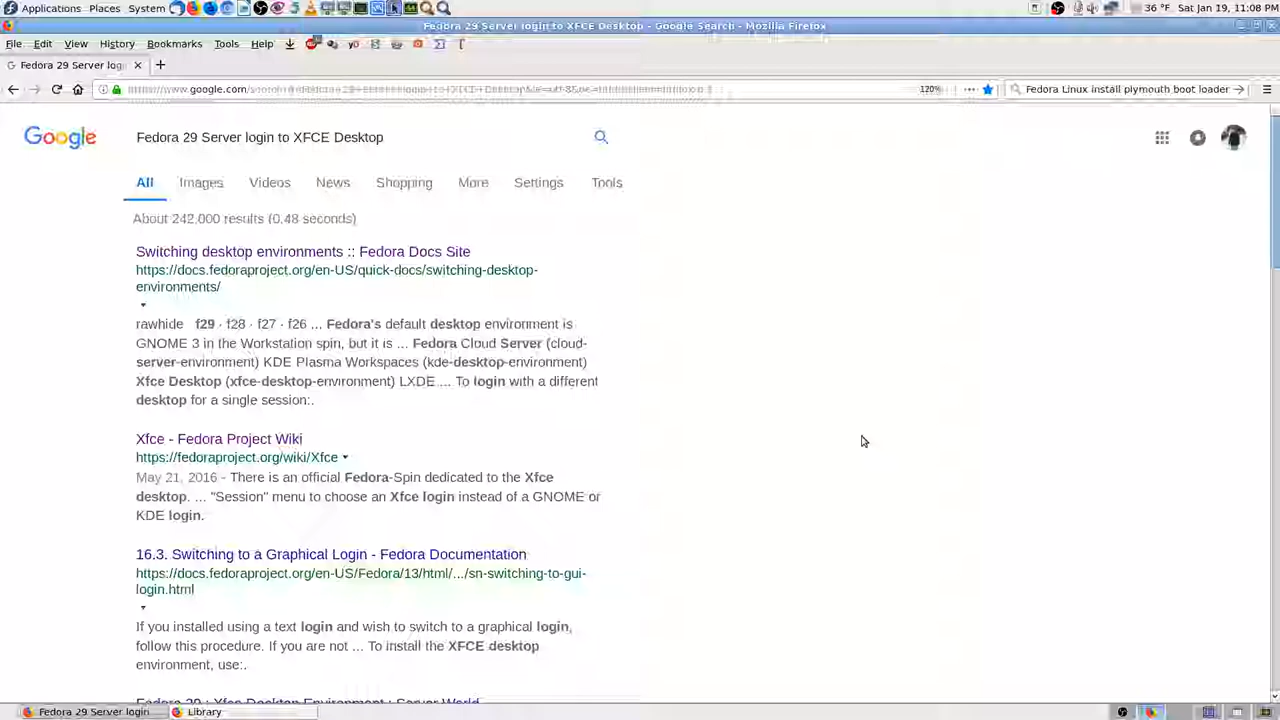 Applications Places System 36 °F Sat Jan 19, 11:08 PM
Fedora 29 Server login to XFCE Desktop - Google Search - Mozilla Firefox
File Edit View History Bookmarks Tools Help
Fedora 29 Server logi
120% Fedora Linux install plymouth boot loader
Google Fedora 29 Server login to XFCE Desktop
All Images Videos News Shopping More Settings Tools
About 242,000 results (0.48 seconds)
Switching desktop environments :: Fedora Docs Site
https://docs.fedoraproject.org/en-US/quick-docs/switching-desktop-
environments/
rawhide f29 · f28 · f27 · f26 ... Fedora's default desktop environment is
GNOME 3 in the Workstation spin, but it is ... Fedora Cloud Server (cloud-
server-environment) KDE Plasma Workspaces (kde-desktop-environment)
Xfce Desktop (xfce-desktop-environment) LXDE ... To login with a different
desktop for a single session:.
Xfce - Fedora Project Wiki
https://fedoraproject.org/wiki/Xfce
May 21, 2016 - There is an official Fedora-Spin dedicated to the Xfce
desktop. ... "Session" menu to choose an Xfce login instead of a GNOME or
KDE login.
16.3. Switching to a Graphical Login - Fedora Documentation
https://docs.fedoraproject.org/en-US/Fedora/13/html/.../sn-switching-to-gui-
login.html
If you installed using a text login and wish to switch to a graphical login,
follow this procedure. If you are not ... To install the XFCE desktop
environment, use:.
Fedora 29 : Xfce Desktop Environment : Server World
Fedora 29 Server login Library